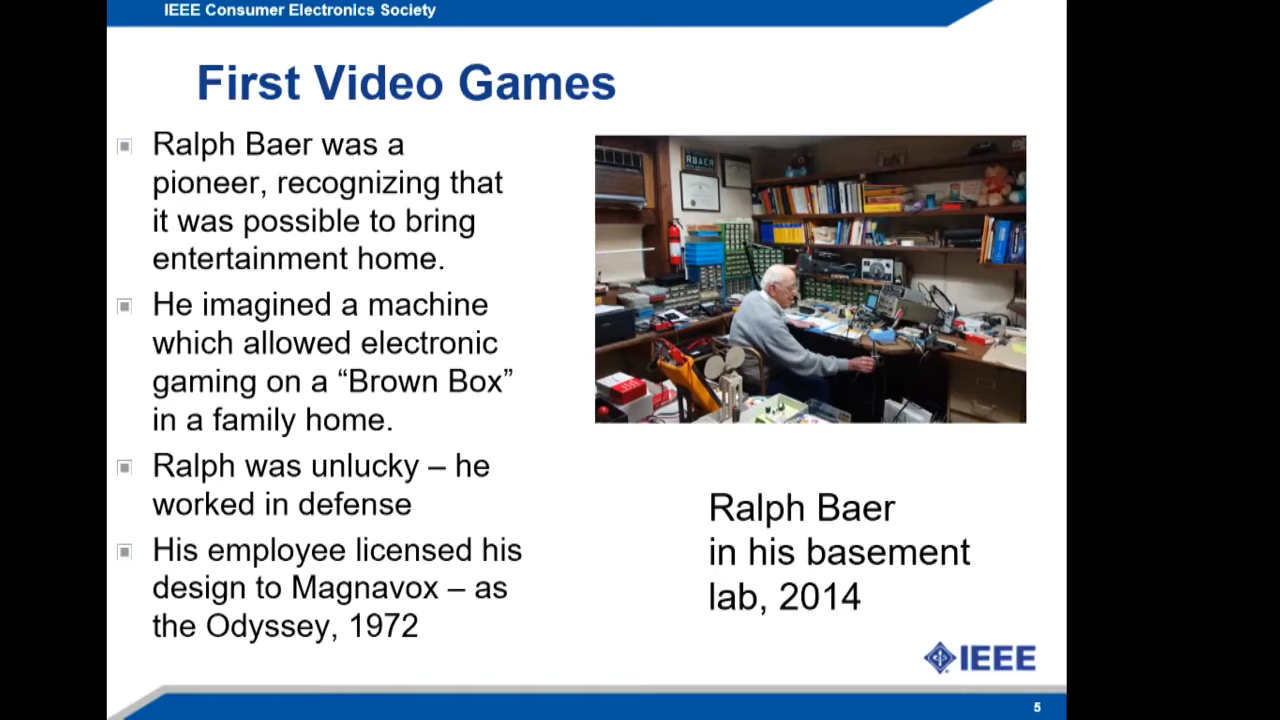 IEEE Consumer Electronics Society
First Video Games
Ralph Baer was a
pioneer, recognizing that
it was possible to bring
entertainment home.
He imagined a machine
which allowed electronic
gaming on a “Brown Box”
in a family home.
Ralph was unlucky – he
worked in defense
His employee licensed his
design to Magnavox – as
the Odyssey, 1972
RBAER
Ralph Baer
in his basement
lab, 2014
IEEE
5